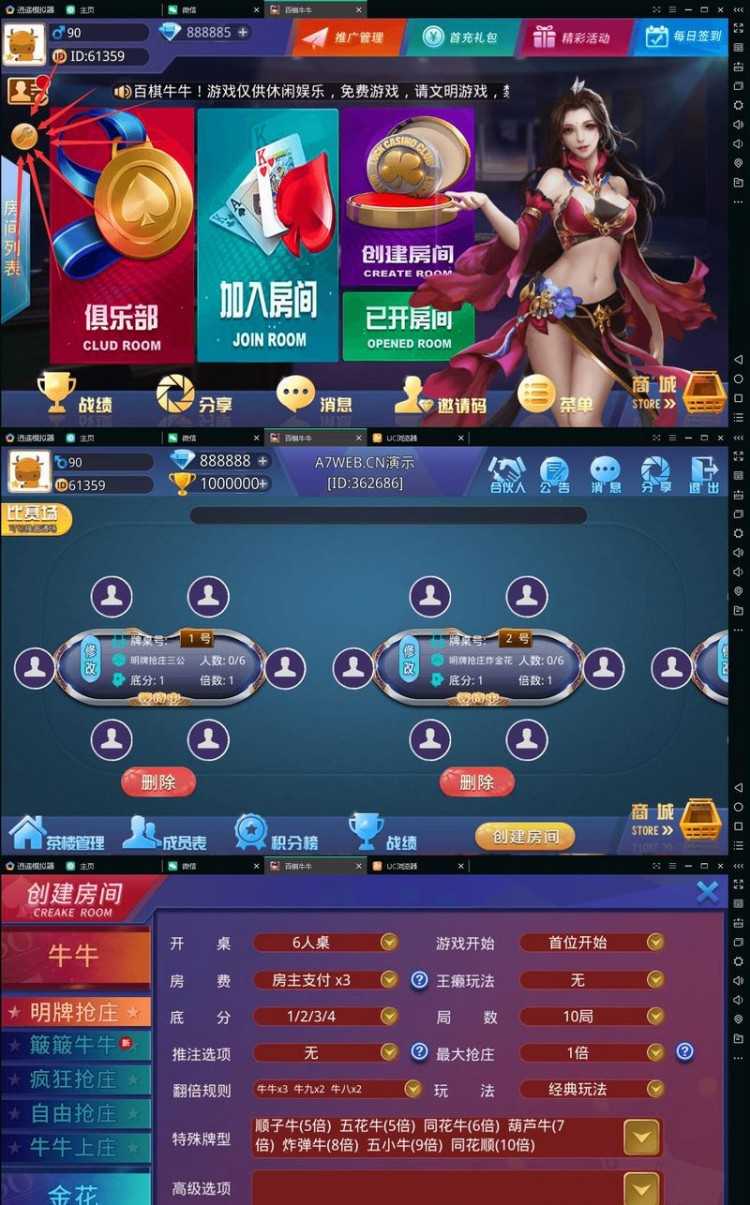 逍遥模拟器 主页 微信 百棋牛牛
90 888885 +
ID:61359
推广管理 首充礼包 精彩活动 每日签到
百棋牛牛！游戏仅供休闲娱乐，免费游戏，请文明游戏，
房间列表
俱乐部
CLUD ROOM
加入房间
JOIN ROOM
创建房间
CREATE ROOM
已开房间
OPENED ROOM
战绩 分享 消息 邀请码 菜单
商城
STORE
逍遥模拟器 主页 微信 百棋牛牛 UC浏览器
90 888888 +
ID 61359 1000000 +
A7WEB.CN演示
[ID:362686]
合伙人 公告 消息 分享 退出
比赛场
修改
牌桌号: 1 号
明牌抢庄三公 人数: 0/6
底分: 1 倍数: 1
删除
修改
牌桌号: 2 号
明牌抢庄炸金花 人数: 0/6
底分: 1 倍数: 1
删除
茶楼管理 成员表 积分榜 战绩 创建房间
商城
STORE
逍遥模拟器 主页 微信 百棋牛牛 UC浏览器
创建房间
CREAKE ROOM
牛牛
明牌抢庄
簸簸牛牛 新
疯狂抢庄
自由抢庄
牛牛上庄
金花
开桌 6人桌 游戏开始 首位开始
房费 房主支付 x3 ? 王癞玩法 无
底分 1/2/3/4 局数 10局
推注选项 无 ? 最大抢庄 1倍 ?
翻倍规则 牛牛x3 牛九x2 牛八x2 玩法 经典玩法
特殊牌型 顺子牛(5倍) 五花牛(5倍) 同花牛(6倍) 葫芦牛(7
倍) 炸弹牛(8倍) 五小牛(9倍) 同花顺(10倍)
高级选项